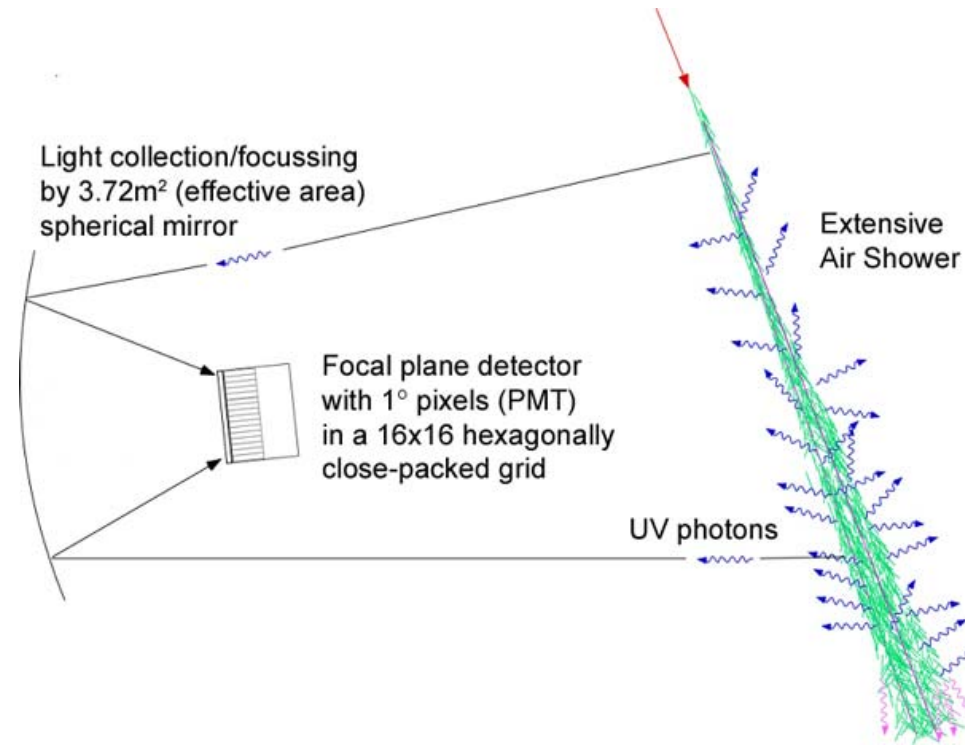 Light collection/focussing
by 3.72m² (effective area)
spherical mirror
Extensive
Air Shower
Focal plane detector
with 1° pixels (PMT)
in a 16x16 hexagonally
close-packed grid
UV photons